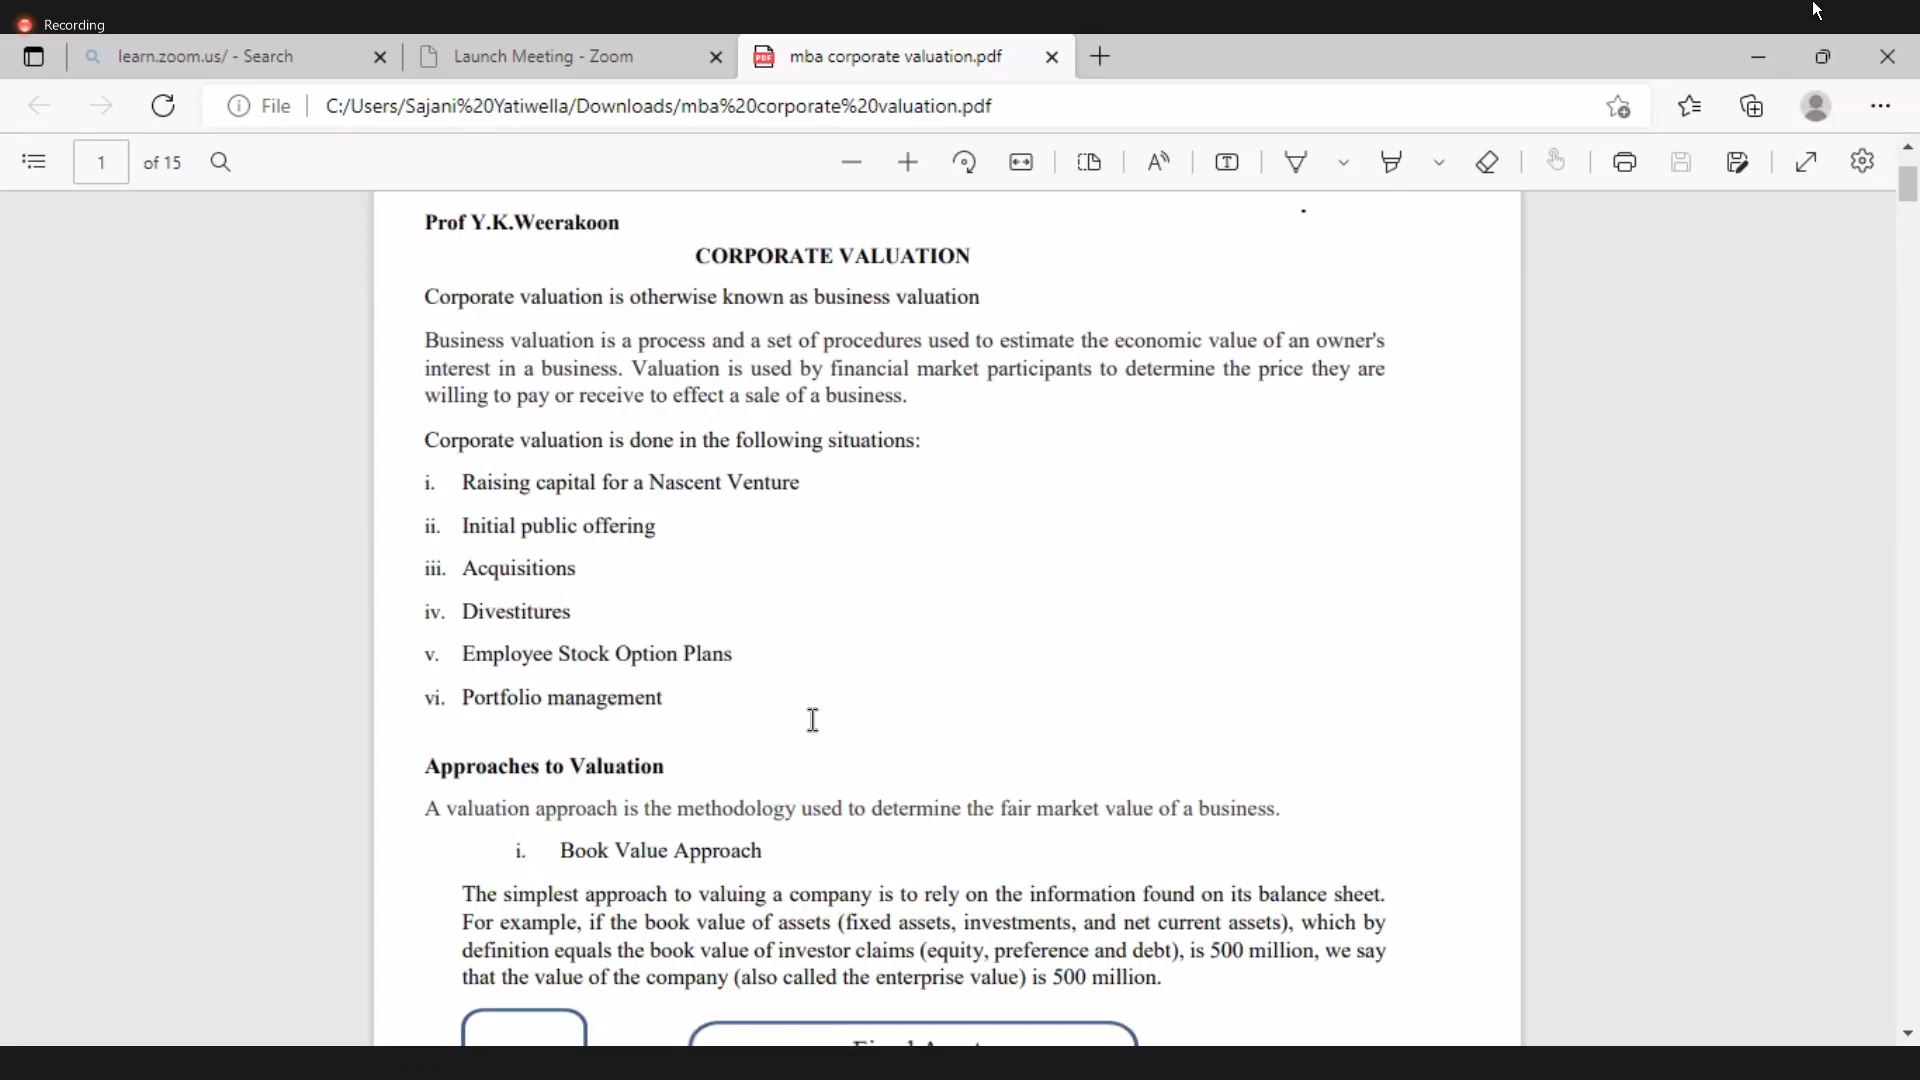 Recording
learn.zoom.us/ - Search
Launch Meeting - Zoom
mba corporate valuation.pdf
File
C:/Users/Sajani%20Yatiwella/Downloads/mba%20corporate%20valuation.pdf
1 of 15
Prof Y.K.Weerakoon
CORPORATE VALUATION
Corporate valuation is otherwise known as business valuation
Business valuation is a process and a set of procedures used to estimate the economic value of an owner's
interest in a business. Valuation is used by financial market participants to determine the price they are
willing to pay or receive to effect a sale of a business.
Corporate valuation is done in the following situations:
i. Raising capital for a Nascent Venture
ii. Initial public offering
iii. Acquisitions
iv. Divestitures
v. Employee Stock Option Plans
vi. Portfolio management
Approaches to Valuation
A valuation approach is the methodology used to determine the fair market value of a business.
i. Book Value Approach
The simplest approach to valuing a company is to rely on the information found on its balance sheet.
For example, if the book value of assets (fixed assets, investments, and net current assets), which by
definition equals the book value of investor claims (equity, preference and debt), is 500 million, we say
that the value of the company (also called the enterprise value) is 500 million.